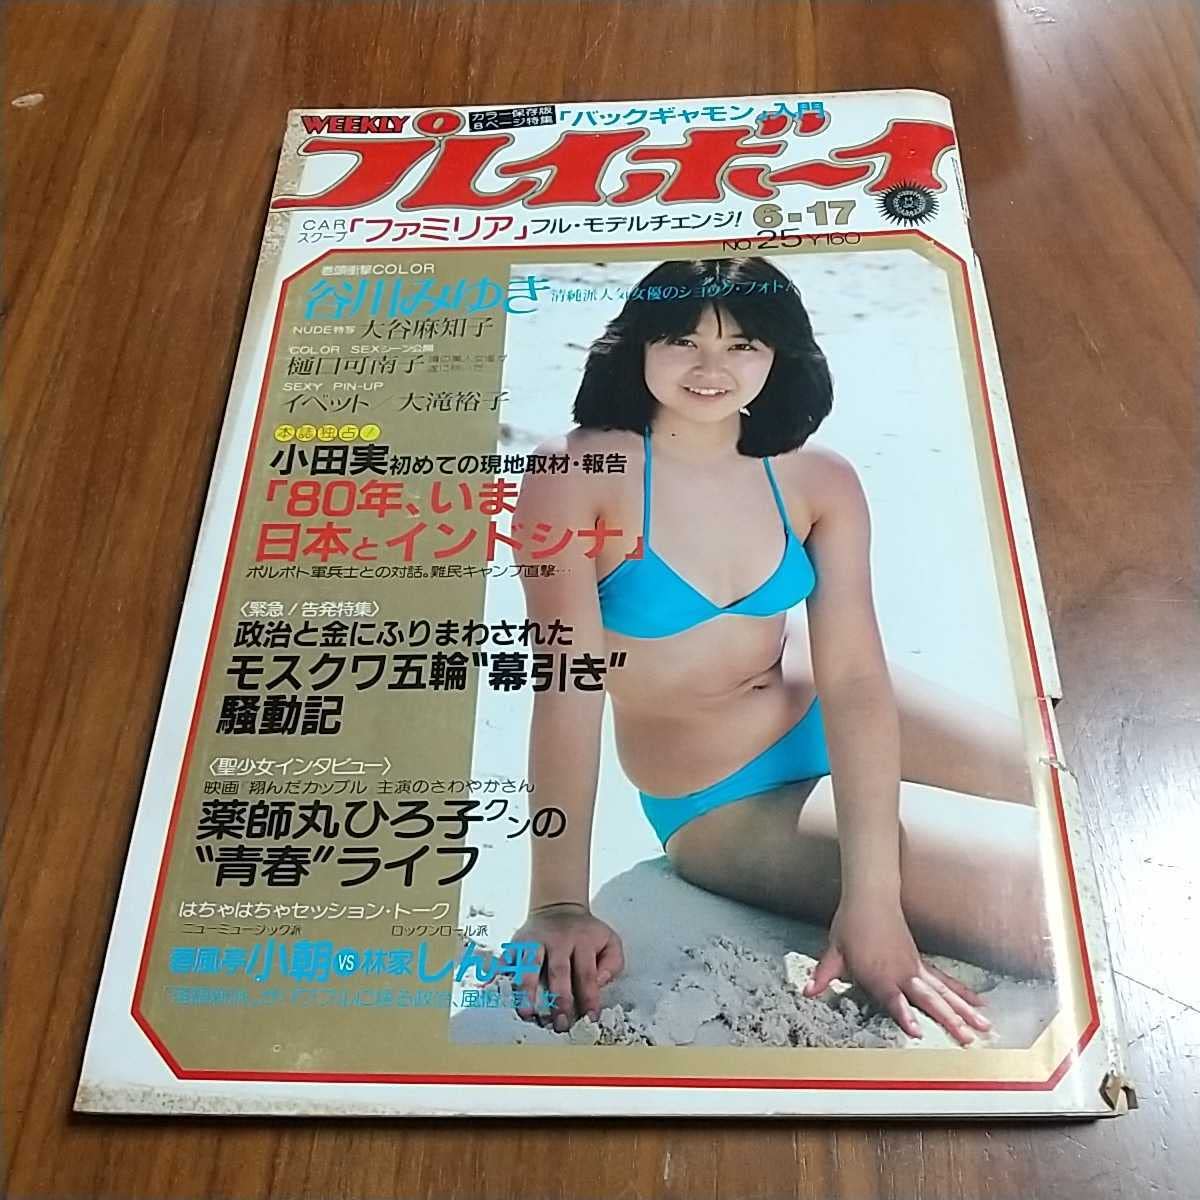 WEEKLY
カラー保存版
8ページ特集
「バックギャモン」入門
プレイボーイ
CAR
スクープ
「ファミリア」フル・モデルチェンジ!
6・17
No.25 ¥160
巻頭衝撃COLOR
谷川みゆき 清純派人気女優のショック・フォト
NUDE特写 大谷麻知子
COLOR SEXシーン公開
樋口可南子
SEXY PIN-UP
イベット/大滝裕子
本誌独占!
小田実初めての現地取材・報告
「80年、いま
日本とインドシナ」
ポルポト軍兵士との対話。難民キャンプ直撃…
〈緊急!告発特集〉
政治と金にふりまわされた
モスクワ五輪“幕引き”
騒動記
〈聖少女インタビュー〉
映画 翔んだカップル 主演のさわやかさん
薬師丸ひろ子クンの
“青春”ライフ
はちゃはちゃセッション・トーク
ニューミュージック派 ロックンロール派
春風亭小朝VS林家しん平